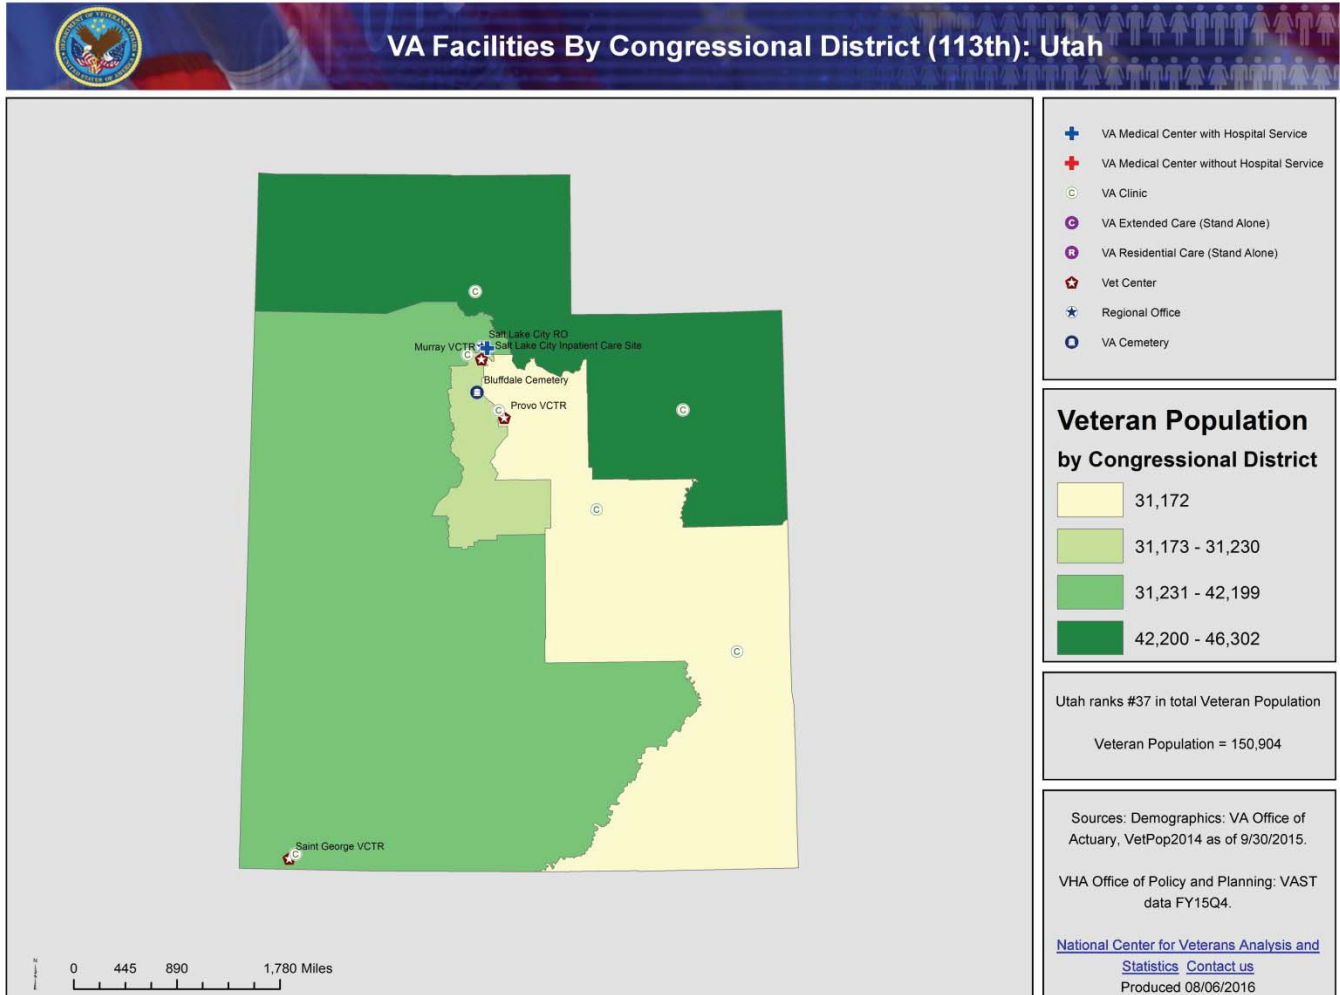 VA Facilities By Congressional District (113th): Utah
Salt Lake City RO
Murray VCTR
Salt Lake City Inpatient Care Site
Bluffdale Cemetery
Provo VCTR
C
C
C
C
C
C
Saint George VCTR
C
0 445 890 1,780 Miles
VA Medical Center with Hospital Service
VA Medical Center without Hospital Service
C VA Clinic
C VA Extended Care (Stand Alone)
R VA Residential Care (Stand Alone)
Vet Center
Regional Office
VA Cemetery
Veteran Population
by Congressional District
31,172
31,173 - 31,230
31,231 - 42,199
42,200 - 46,302
Utah ranks #37 in total Veteran Population
Veteran Population = 150,904
Sources: Demographics: VA Office of
Actuary, VetPop2014 as of 9/30/2015.
VHA Office of Policy and Planning: VAST
data FY15Q4.
National Center for Veterans Analysis and
Statistics Contact us
Produced 08/06/2016